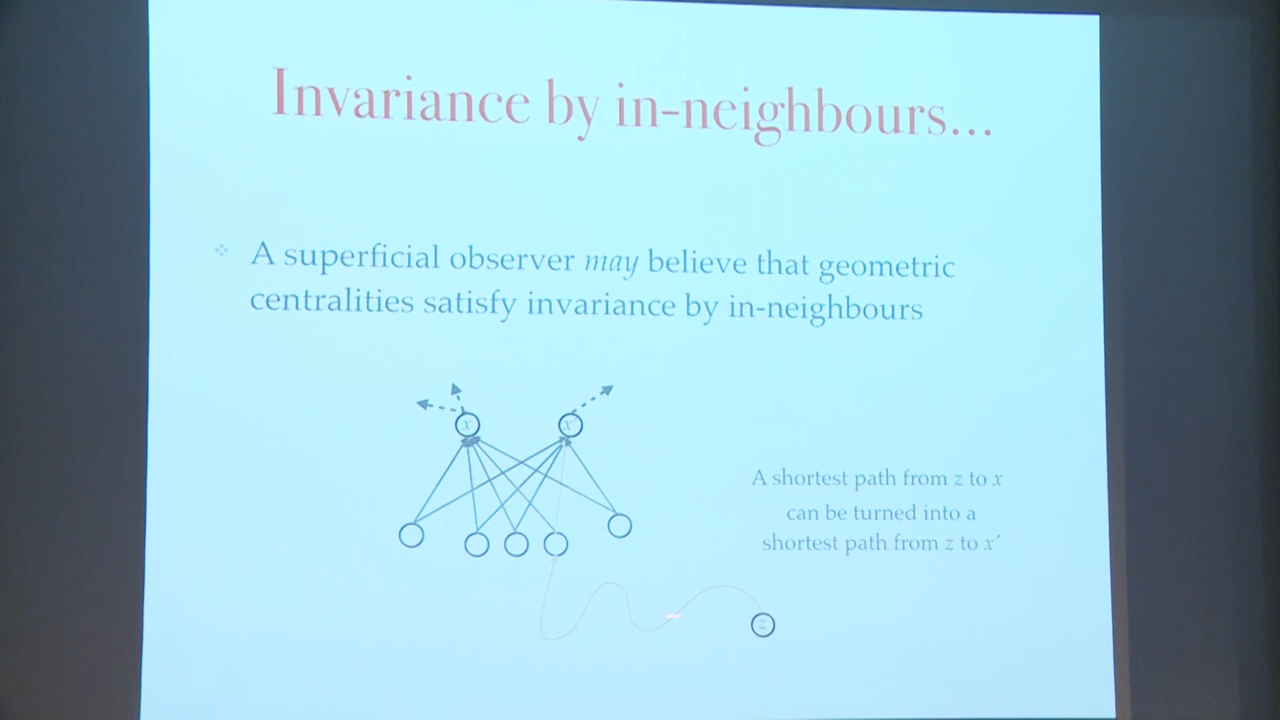 Invariance by in-neighbours...
A superficial observer may believe that geometric
centralities satisfy invariance by in-neighbours
x
x'
A shortest path from z to x
can be turned into a
shortest path from z to x'
z